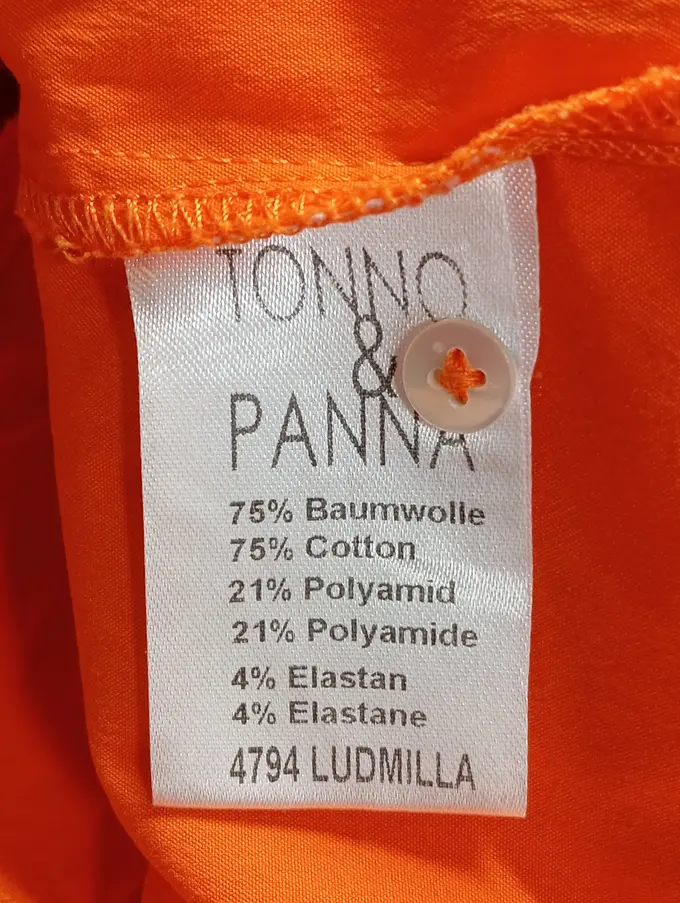 TONNO
&
PANNA
75% Baumwolle
75% Cotton
21% Polyamid
21% Polyamide
4% Elastan
4% Elastane
4794 LUDMILLA